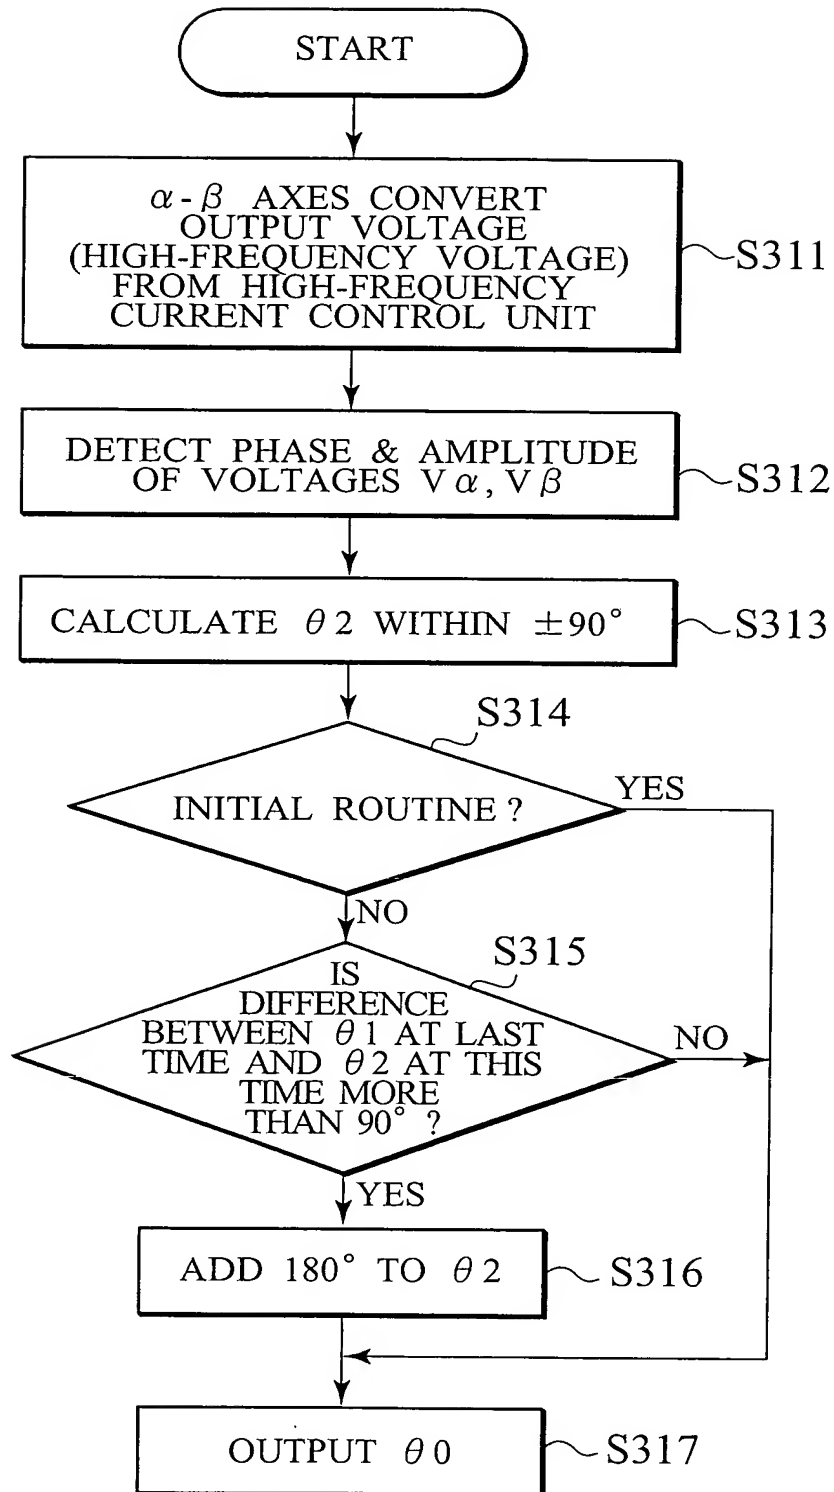 START
α-β AXES CONVERT
OUTPUT VOLTAGE
(HIGH-FREQUENCY VOLTAGE)
FROM HIGH-FREQUENCY
CURRENT CONTROL UNIT
S311
DETECT PHASE & AMPLITUDE
OF VOLTAGES Vα, Vβ
S312
CALCULATE θ2 WITHIN ±90°
S313
S314
INITIAL ROUTINE?
YES
NO
S315
IS
DIFFERENCE
BETWEEN θ1 AT LAST
TIME AND θ2 AT THIS
TIME MORE
THAN 90°?
NO
YES
ADD 180° TO θ2
S316
OUTPUT θ0
S317